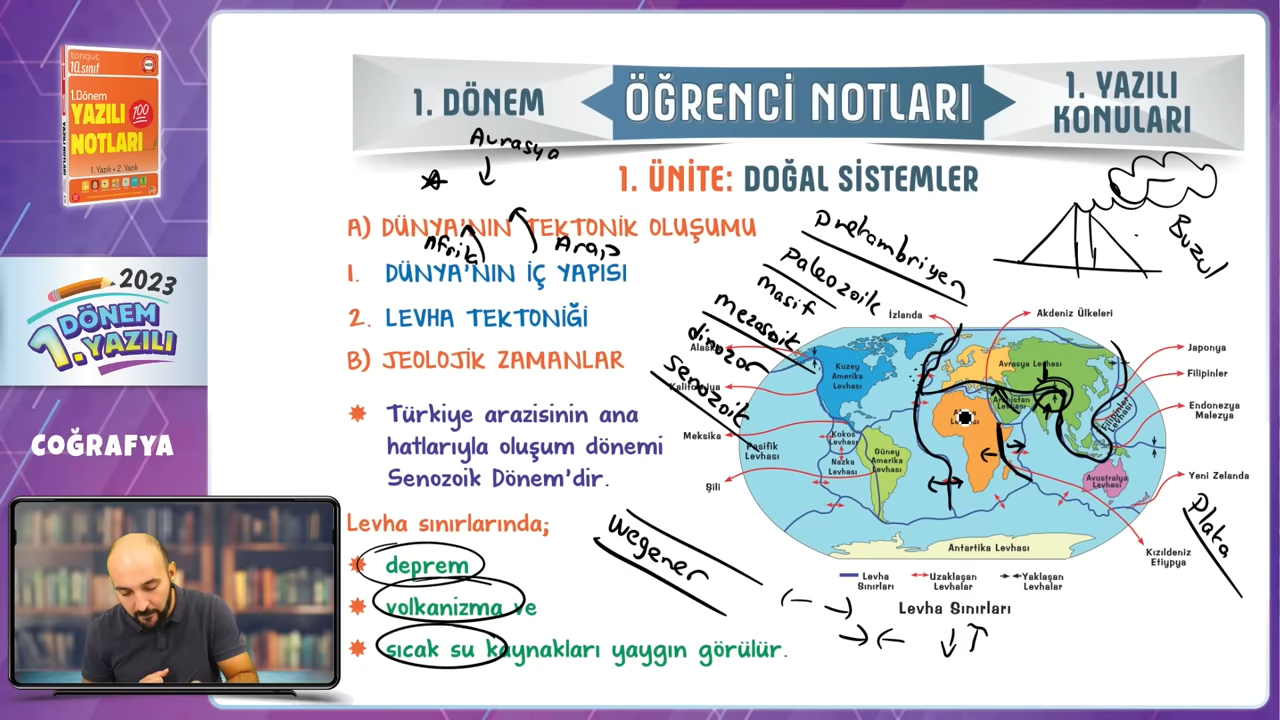 tonguç
10.sınıf
1.Dönem
YAZILI
NOTLARI
100
1. Yazılı + 2. Yazılı
YAZILI NOTLARI
2023
1. DÖNEM
YAZILI
COĞRAFYA
1. DÖNEM
ÖĞRENCİ NOTLARI
1. YAZILI
KONULARI
Avrasya
1. ÜNİTE: DOĞAL SİSTEMLER
A) DÜNYA'NIN TEKTONİK OLUŞUMU
Afrika
Arap
1. DÜNYA'NIN İÇ YAPISI
2. LEVHA TEKTONİĞİ
B) JEOLOJİK ZAMANLAR
Türkiye arazisinin ana
hatlarıyla oluşum dönemi
Senozoik Dönem'dir.
Levha sınırlarında;
deprem
volkanizma ve
sıcak su kaynakları yaygın görülür.
Prekambriyen
paleozoik
masif
mezasoik
dinozor
Senozoik
Buzul
Wegener
Plaka
İzlanda
Akdeniz Ülkeleri
Alaska
Kaliforniya
Meksika
Şili
Japonya
Filipinler
Endonezya
Malezya
Yeni Zelanda
Kızıldeniz
Etiypya
Kuzey
Amerika
Levhası
Avrasya Levhası
Arabistan
Levhası
Filipinler
Levhası
Pasifik
Levhası
Kokos
Levhası
Nazka
Levhası
Güney
Amerika
Levhası
Avustralya
Levhası
Antartika Levhası
Levha
Sınırları
Uzaklaşan
Levhalar
Yaklaşan
Levhalar
Levha Sınırları